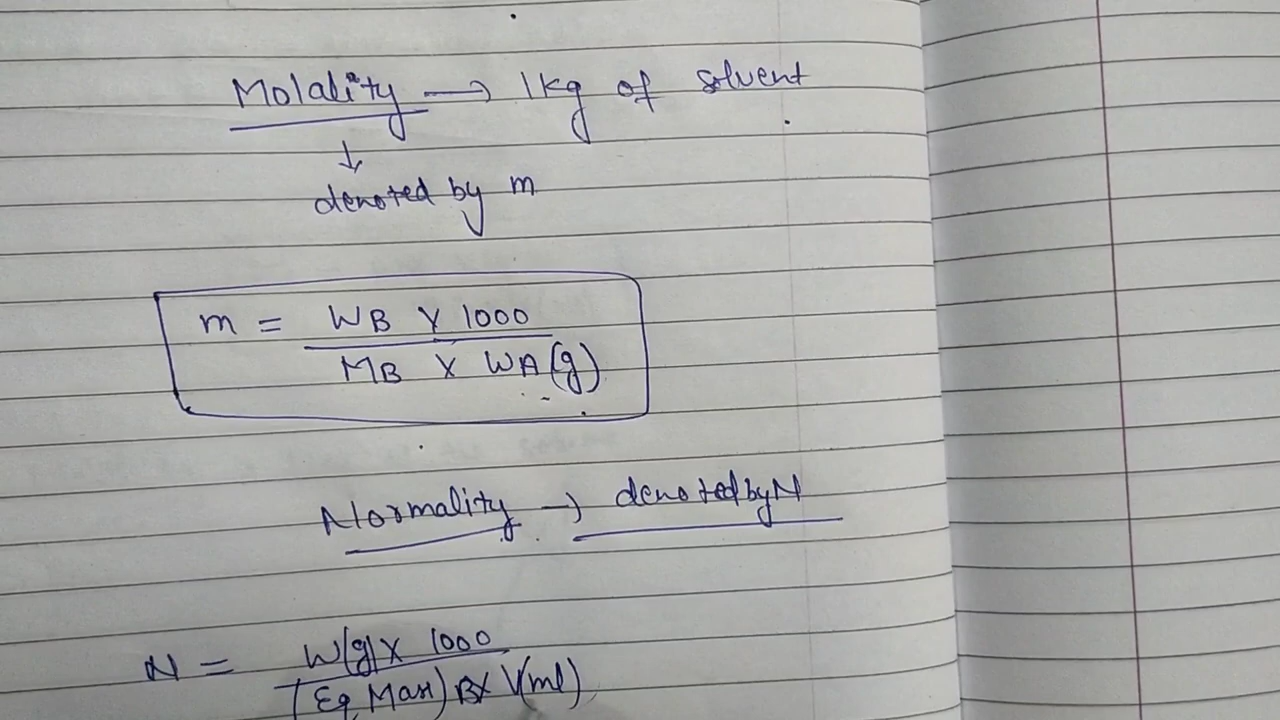 Molality → 1kg of solvent
↓
denoted by m
m = WB X 1000
MB X WA(g)
Normality → denoted by N
N = W(g) X 1000
(Eq Mass)B X V(ml)